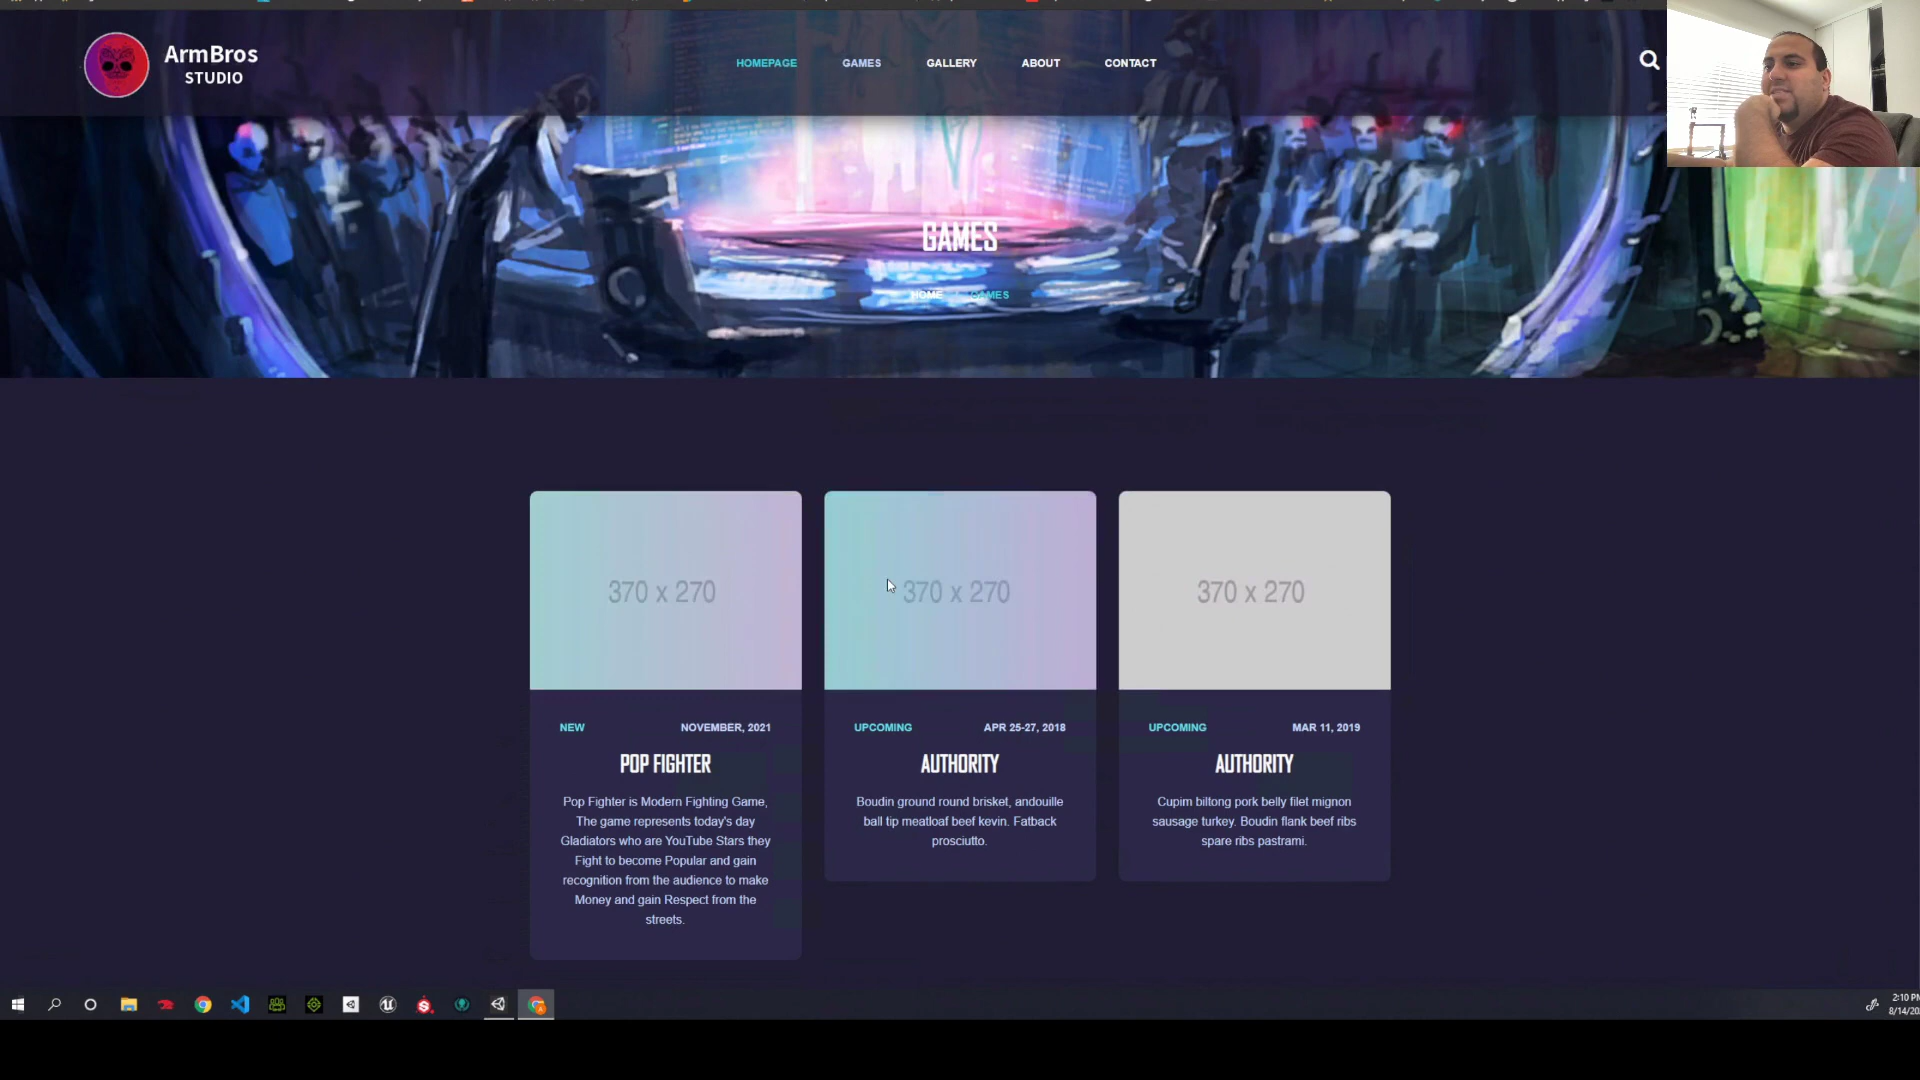 ArmBros
STUDIO
HOMEPAGE
GAMES
GALLERY
ABOUT
CONTACT
GAMES
HOME
GAMES
370 x 270
370 x 270
370 x 270
NEW
NOVEMBER, 2021
POP FIGHTER
Pop Fighter is Modern Fighting Game,
The game represents today's day
Gladiators who are YouTube Stars they
Fight to become Popular and gain
recognition from the audience to make
Money and gain Respect from the
streets.
UPCOMING
APR 25-27, 2018
AUTHORITY
Boudin ground round brisket, andouille
ball tip meatloaf beef kevin. Fatback
prosciutto.
UPCOMING
MAR 11, 2019
AUTHORITY
Cupim biltong pork belly filet mignon
sausage turkey. Boudin flank beef ribs
spare ribs pastrami.
2:10 PM
8/14/20